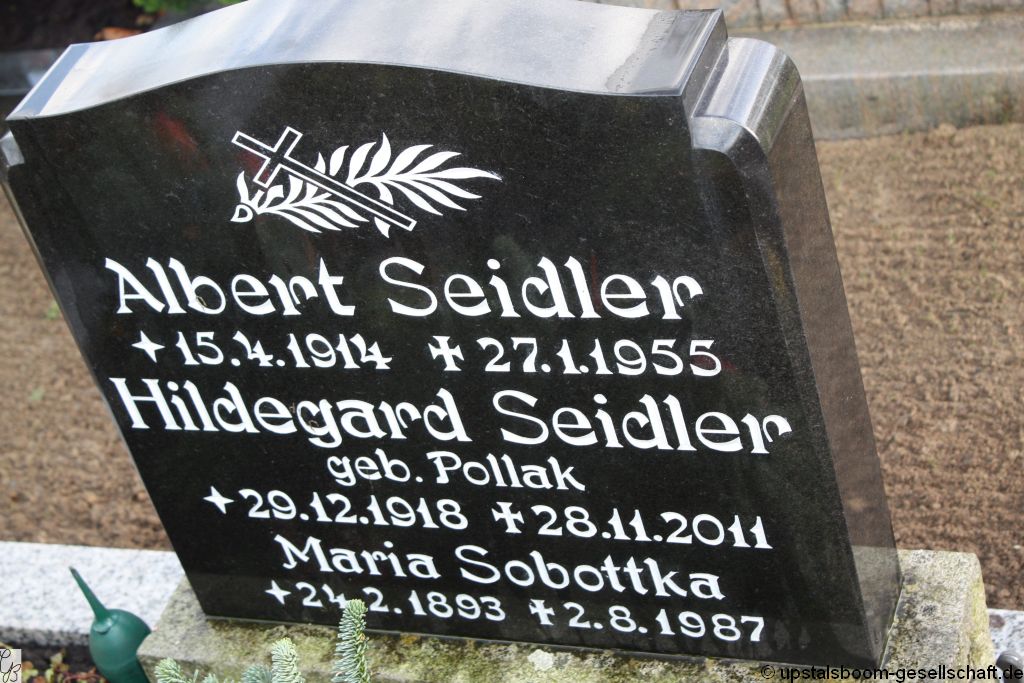 Albert Seidler
15.4.1914 27.1.1955
Hildegard Seidler
geb. Pollak
29.12.1918 28.11.2011
Maria Sobottka
24.2.1893 2.8.1987
© upstalsboom-gesellschaft.de